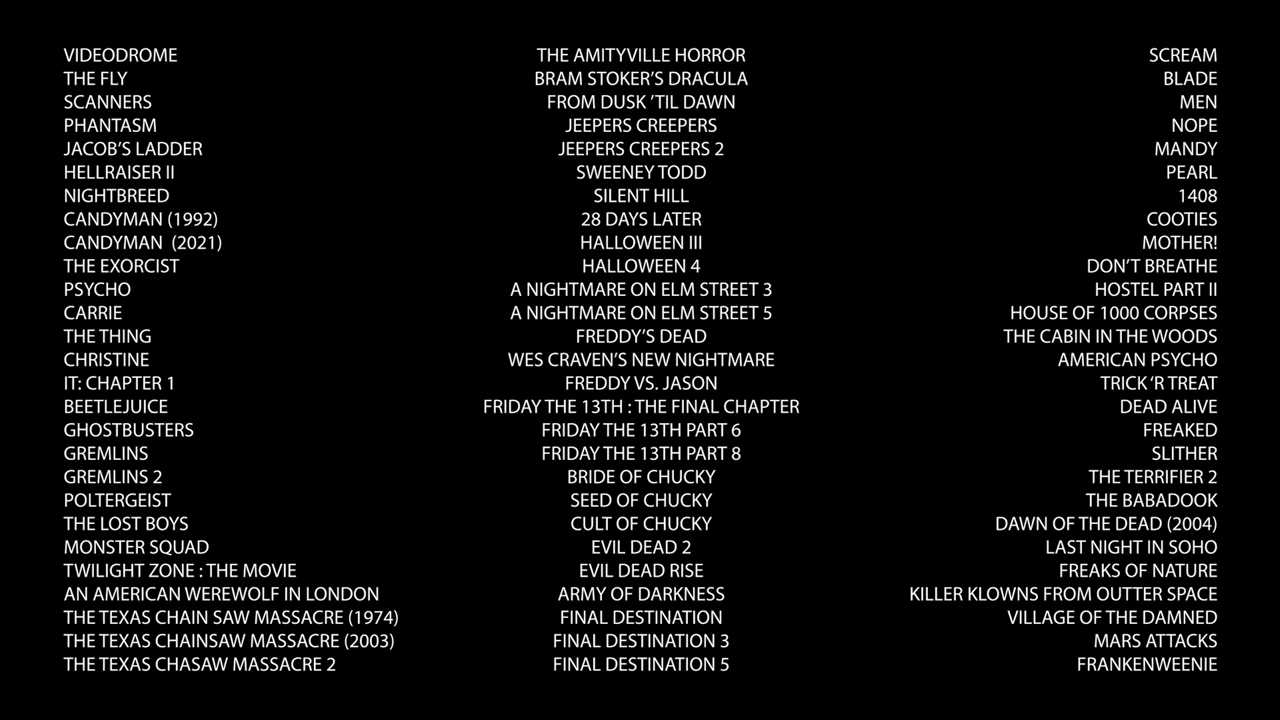 VIDEODROME
THE FLY
SCANNERS
PHANTASM
JACOB'S LADDER
HELLRAISER II
NIGHTBREED
CANDYMAN (1992)
CANDYMAN  (2021)
THE EXORCIST
PSYCHO
CARRIE
THE THING
CHRISTINE
IT: CHAPTER 1
BEETLEJUICE
GHOSTBUSTERS
GREMLINS
GREMLINS 2
POLTERGEIST
THE LOST BOYS
MONSTER SQUAD
TWILIGHT ZONE : THE MOVIE
AN AMERICAN WEREWOLF IN LONDON
THE TEXAS CHAIN SAW MASSACRE (1974)
THE TEXAS CHAINSAW MASSACRE (2003)
THE TEXAS CHASAW MASSACRE 2
THE AMITYVILLE HORROR
BRAM STOKER’S DRACULA
FROM DUSK ’TIL DAWN
JEEPERS CREEPERS
JEEPERS CREEPERS 2
SWEENEY TODD
SILENT HILL
28 DAYS LATER
HALLOWEEN III
HALLOWEEN 4
A NIGHTMARE ON ELM STREET 3
A NIGHTMARE ON ELM STREET 5
FREDDY’S DEAD
WES CRAVEN’S NEW NIGHTMARE
FREDDY VS. JASON
FRIDAY THE 13TH : THE FINAL CHAPTER
FRIDAY THE 13TH PART 6
FRIDAY THE 13TH PART 8
BRIDE OF CHUCKY
SEED OF CHUCKY
CULT OF CHUCKY
EVIL DEAD 2
EVIL DEAD RISE
ARMY OF DARKNESS
FINAL DESTINATION
FINAL DESTINATION 3
FINAL DESTINATION 5
SCREAM
BLADE
MEN
NOPE
MANDY
PEARL
1408
COOTIES
MOTHER!
DON’T BREATHE
HOSTEL PART II
HOUSE OF 1000 CORPSES
THE CABIN IN THE WOODS
AMERICAN PSYCHO
TRICK ‘R TREAT
DEAD ALIVE
FREAKED
SLITHER
THE TERRIFIER 2
THE BABADOOK
DAWN OF THE DEAD (2004)
LAST NIGHT IN SOHO
FREAKS OF NATURE
KILLER KLOWNS FROM OUTTER SPACE
VILLAGE OF THE DAMNED
MARS ATTACKS
FRANKENWEENIE